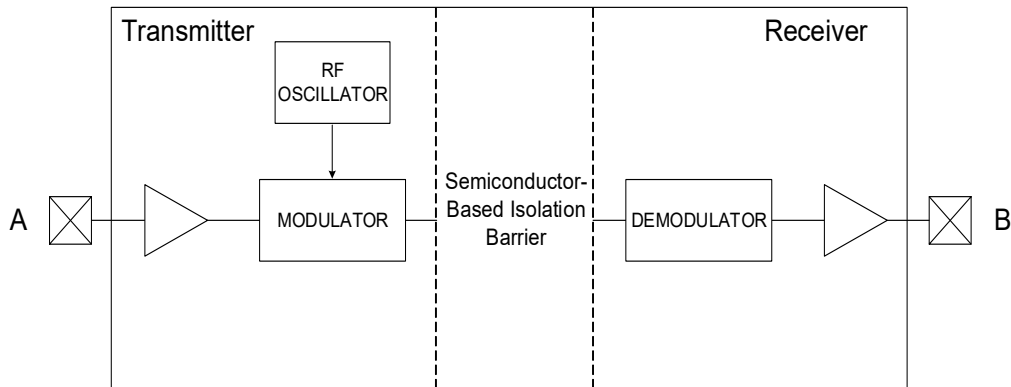 Transmitter
Receiver
RF
OSCILLATOR
A
MODULATOR
Semiconductor-
Based Isolation
Barrier
DEMODULATOR
B